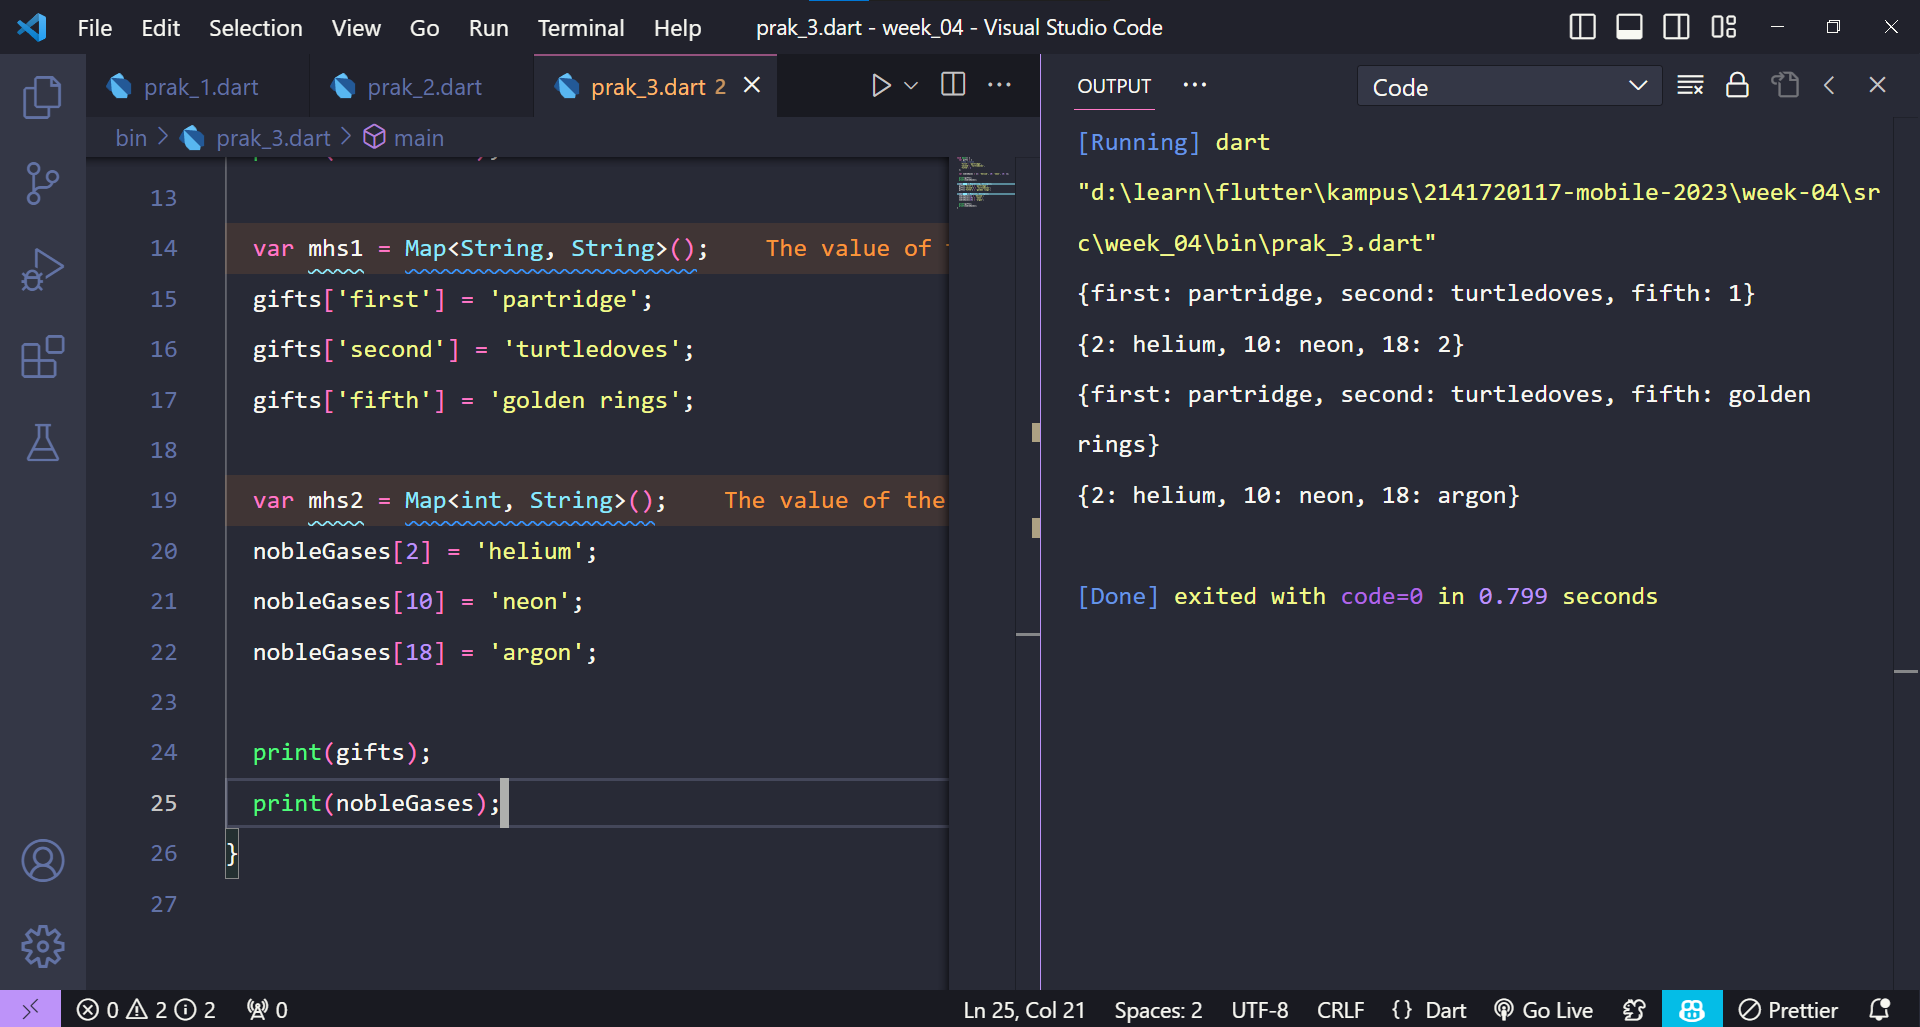 File Edit Selection View Go Run Terminal Help prak_3.dart - week_04 - Visual Studio Code
prak_1.dart prak_2.dart prak_3.dart 2
bin > prak_3.dart > main
13
14 var mhs1 = Map<String, String>(); The value of
15 gifts['first'] = 'partridge';
16 gifts['second'] = 'turtledoves';
17 gifts['fifth'] = 'golden rings';
18
19 var mhs2 = Map<int, String>(); The value of the
20 nobleGases[2] = 'helium';
21 nobleGases[10] = 'neon';
22 nobleGases[18] = 'argon';
23
24 print(gifts);
25 print(nobleGases);
26 }
27
OUTPUT ··· Code
[Running] dart
"d:\learn\flutter\kampus\2141720117-mobile-2023\week-04\sr
c\week_04\bin\prak_3.dart"
{first: partridge, second: turtledoves, fifth: 1}
{2: helium, 10: neon, 18: 2}
{first: partridge, second: turtledoves, fifth: golden
rings}
{2: helium, 10: neon, 18: argon}
[Done] exited with code=0 in 0.799 seconds
0 2 2 0 Ln 25, Col 21 Spaces: 2 UTF-8 CRLF {} Dart Go Live Prettier